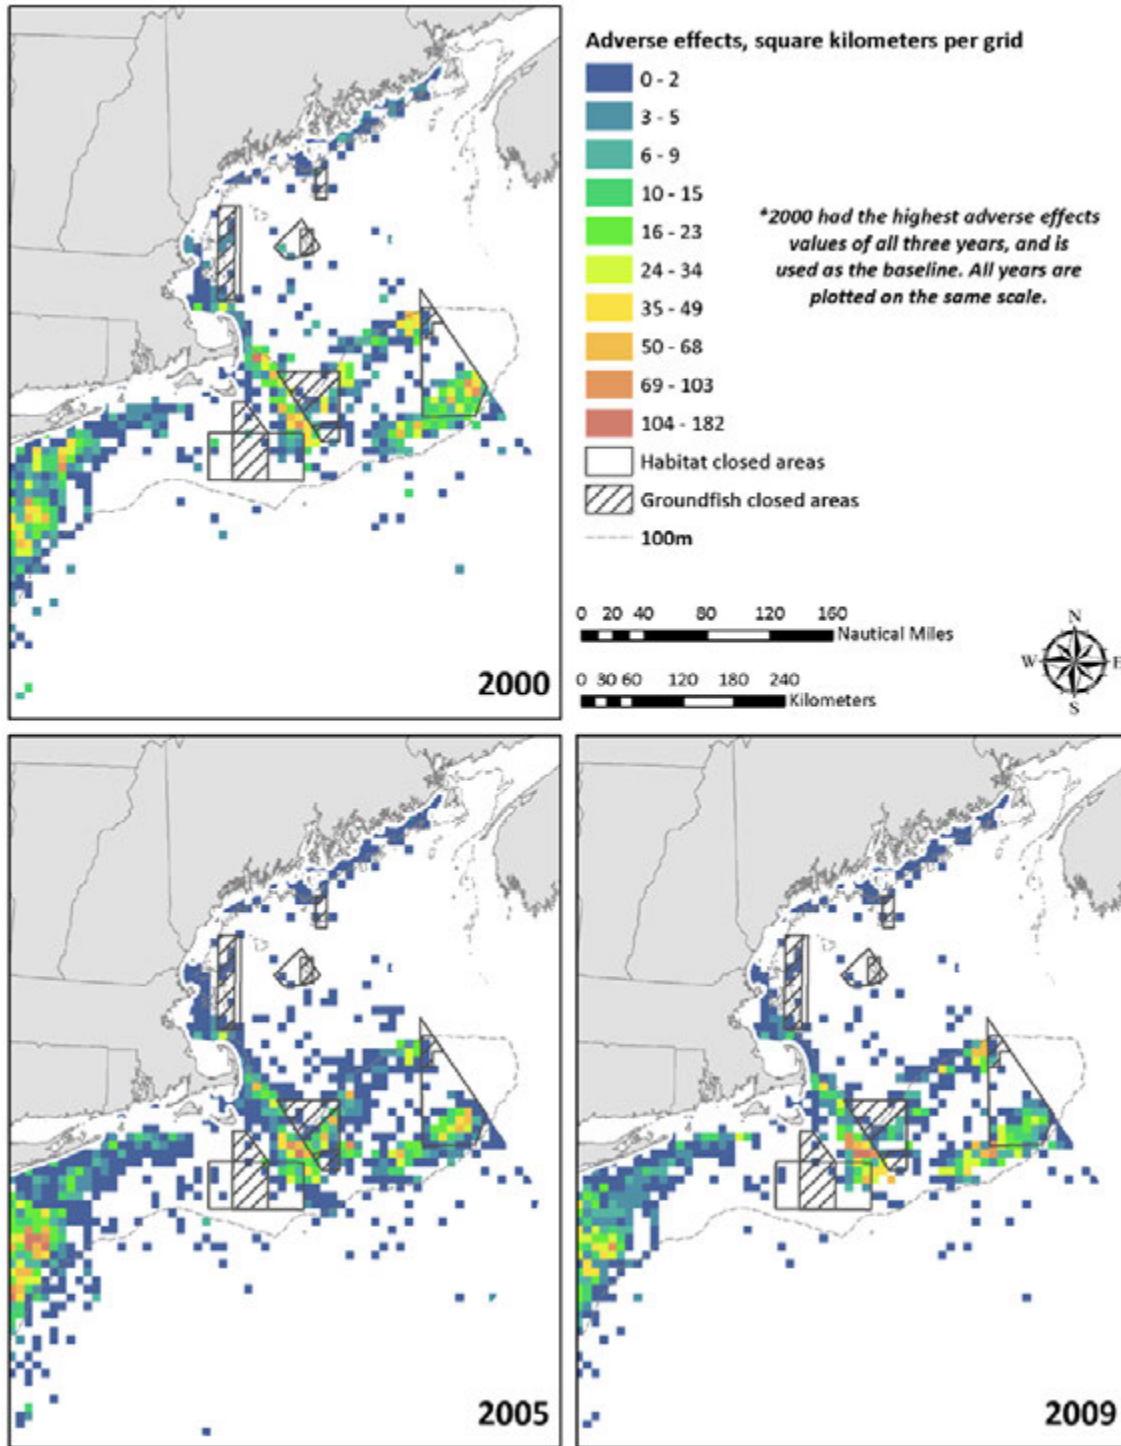 Adverse effects, square kilometers per grid
0 - 2
3 - 5
6 - 9
10 - 15
16 - 23
24 - 34
35 - 49
50 - 68
69 - 103
104 - 182
Habitat closed areas
Groundfish closed areas
100m
*2000 had the highest adverse effects
values of all three years, and is
used as the baseline. All years are
plotted on the same scale.
0 20 40 80 120 160
Nautical Miles
0 30 60 120 180 240
Kilometers
N
W E
S
2000
2005
2009